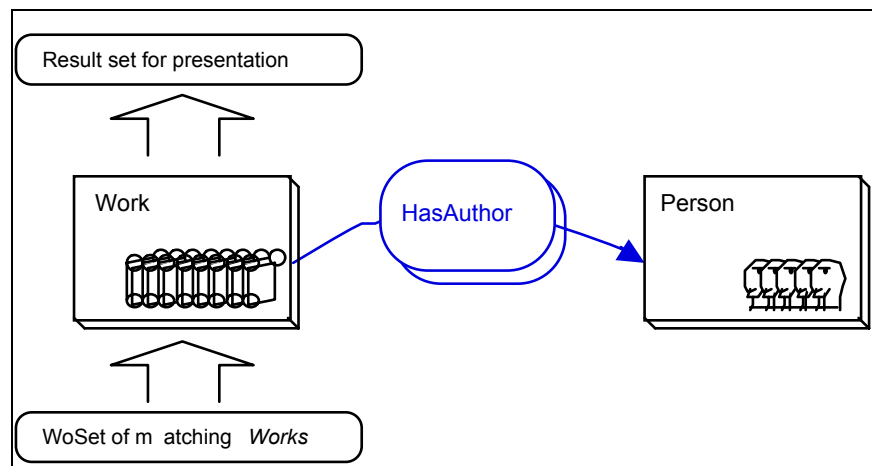 Result set for presentation
Work
HasAuthor
Person
WoSet of m atching Works